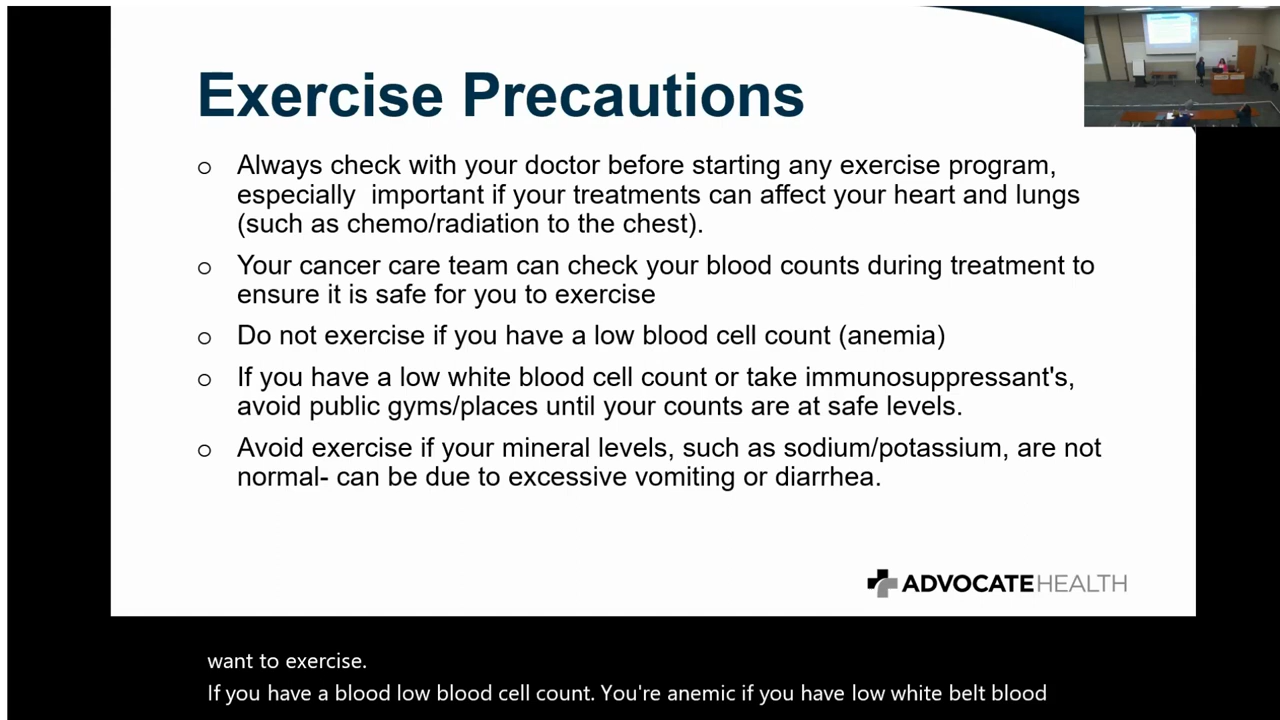 Exercise Precautions
o Always check with your doctor before starting any exercise program,
especially  important if your treatments can affect your heart and lungs
(such as chemo/radiation to the chest).
o Your cancer care team can check your blood counts during treatment to
ensure it is safe for you to exercise
o Do not exercise if you have a low blood cell count (anemia)
o If you have a low white blood cell count or take immunosuppressant's,
avoid public gyms/places until your counts are at safe levels.
o Avoid exercise if your mineral levels, such as sodium/potassium, are not
normal- can be due to excessive vomiting or diarrhea.
ADVOCATEHEALTH
want to exercise.
If you have a blood low blood cell count. You're anemic if you have low white belt blood